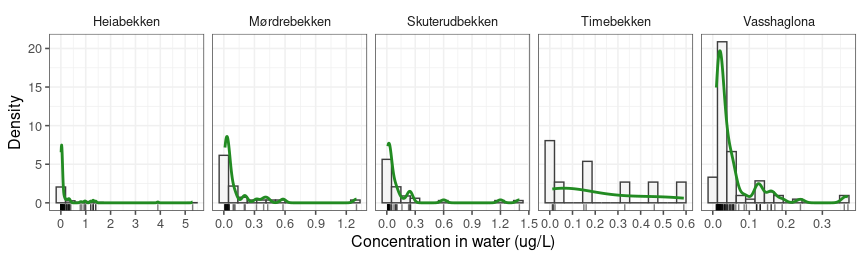 Heiabekken Mørdrebekken Skuterudbekken Timebekken Vasshaglona
20
15
10
5
0
Density
0 1 2 3 4 5 0.0 0.3 0.6 0.9 1.2 0.0 0.3 0.6 0.9 1.2 1.5 0.0 0.1 0.2 0.3 0.4 0.5 0.6 0.0 0.1 0.2 0.3
Concentration in water (ug/L)